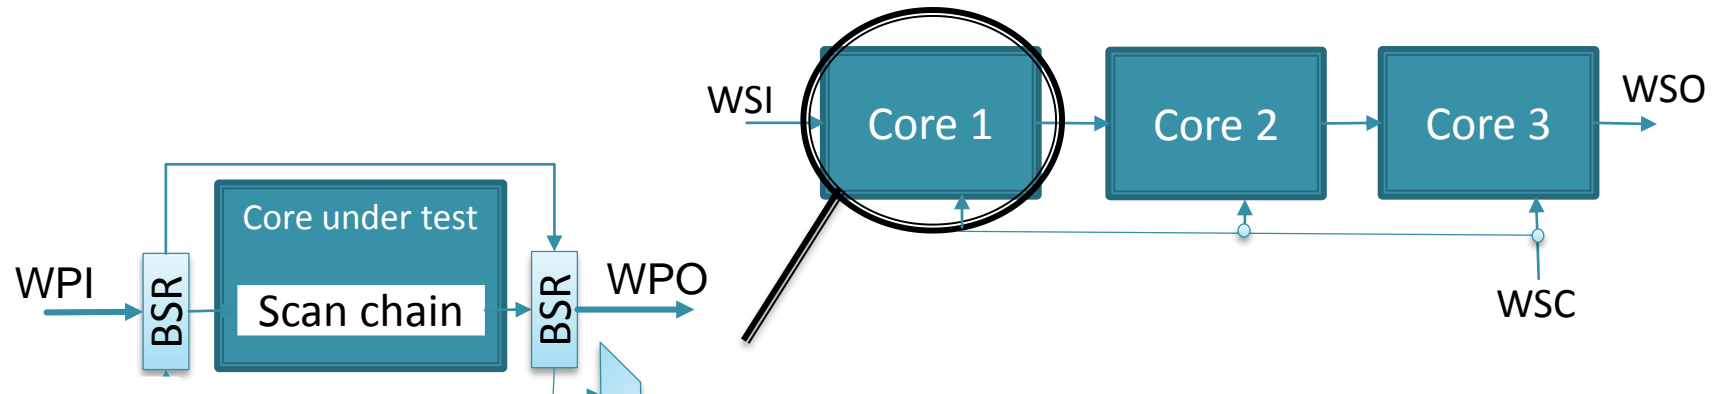 WSI
Core 1
Core 2
Core 3
WSO
WSC
Core under test
WPI
BSR
Scan chain
BSR
WPO